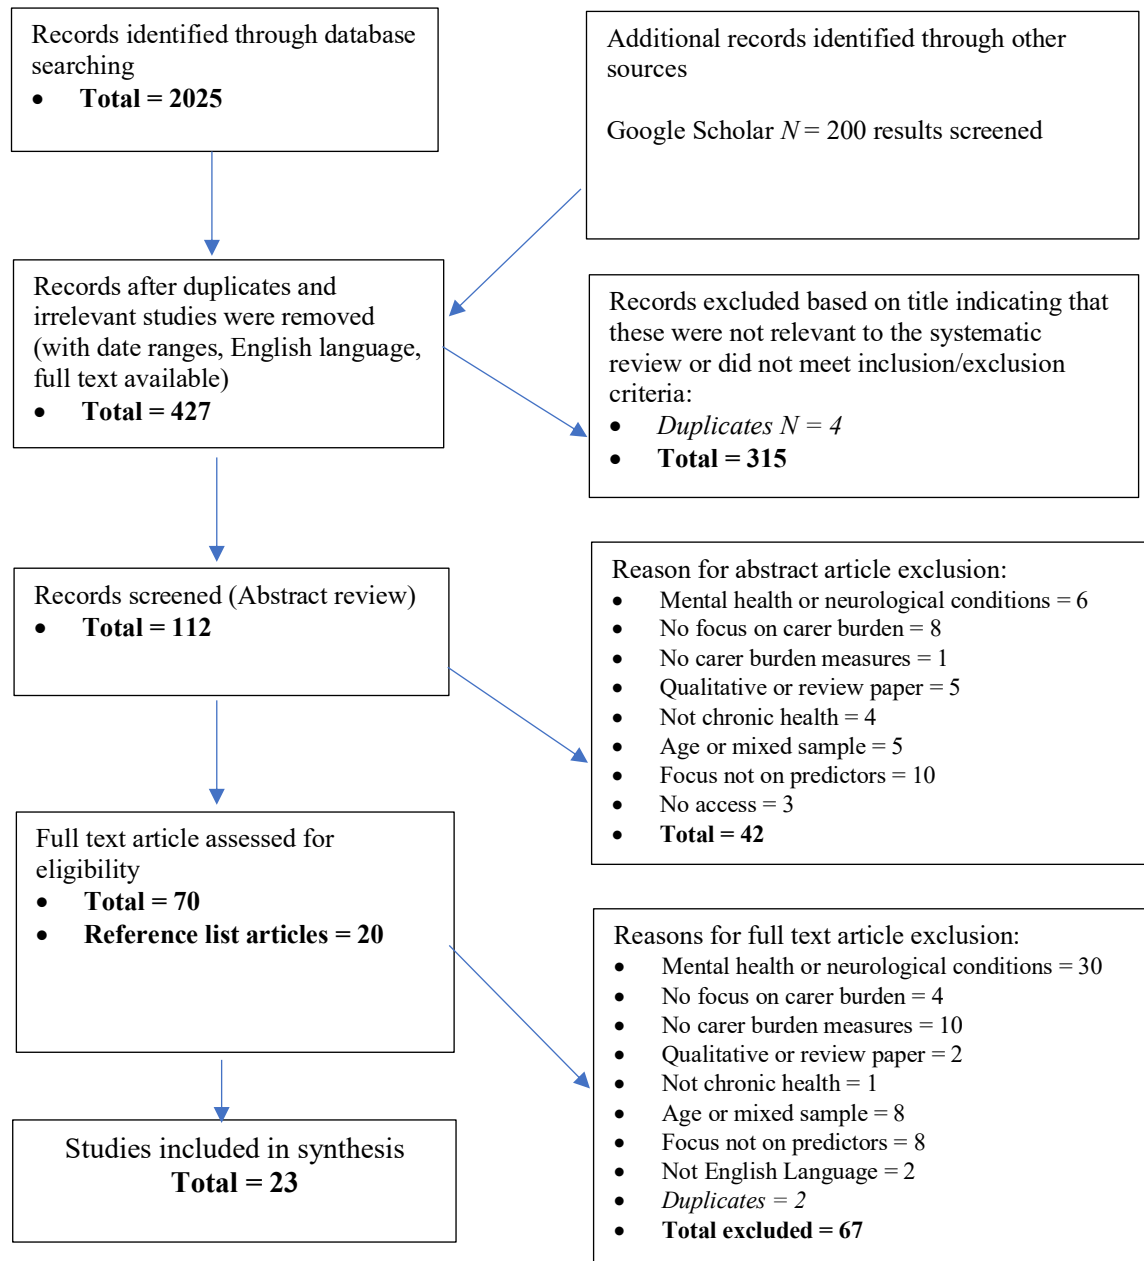 Records identified through database
searching
• Total = 2025
Additional records identified through other
sources
Google Scholar N = 200 results screened
Records after duplicates and
irrelevant studies were removed
(with date ranges, English language,
full text available)
• Total = 427
Records excluded based on title indicating that
these were not relevant to the systematic
review or did not meet inclusion/exclusion
criteria:
• Duplicates N = 4
• Total = 315
Records screened (Abstract review)
• Total = 112
Reason for abstract article exclusion:
• Mental health or neurological conditions = 6
• No focus on carer burden = 8
• No carer burden measures = 1
• Qualitative or review paper = 5
• Not chronic health = 4
• Age or mixed sample = 5
• Focus not on predictors = 10
• No access = 3
• Total = 42
Full text article assessed for
eligibility
• Total = 70
• Reference list articles = 20
Reasons for full text article exclusion:
• Mental health or neurological conditions = 30
• No focus on carer burden = 4
• No carer burden measures = 10
• Qualitative or review paper = 2
• Not chronic health = 1
• Age or mixed sample = 8
• Focus not on predictors = 8
• Not English Language = 2
• Duplicates = 2
• Total excluded = 67
Studies included in synthesis
Total = 23